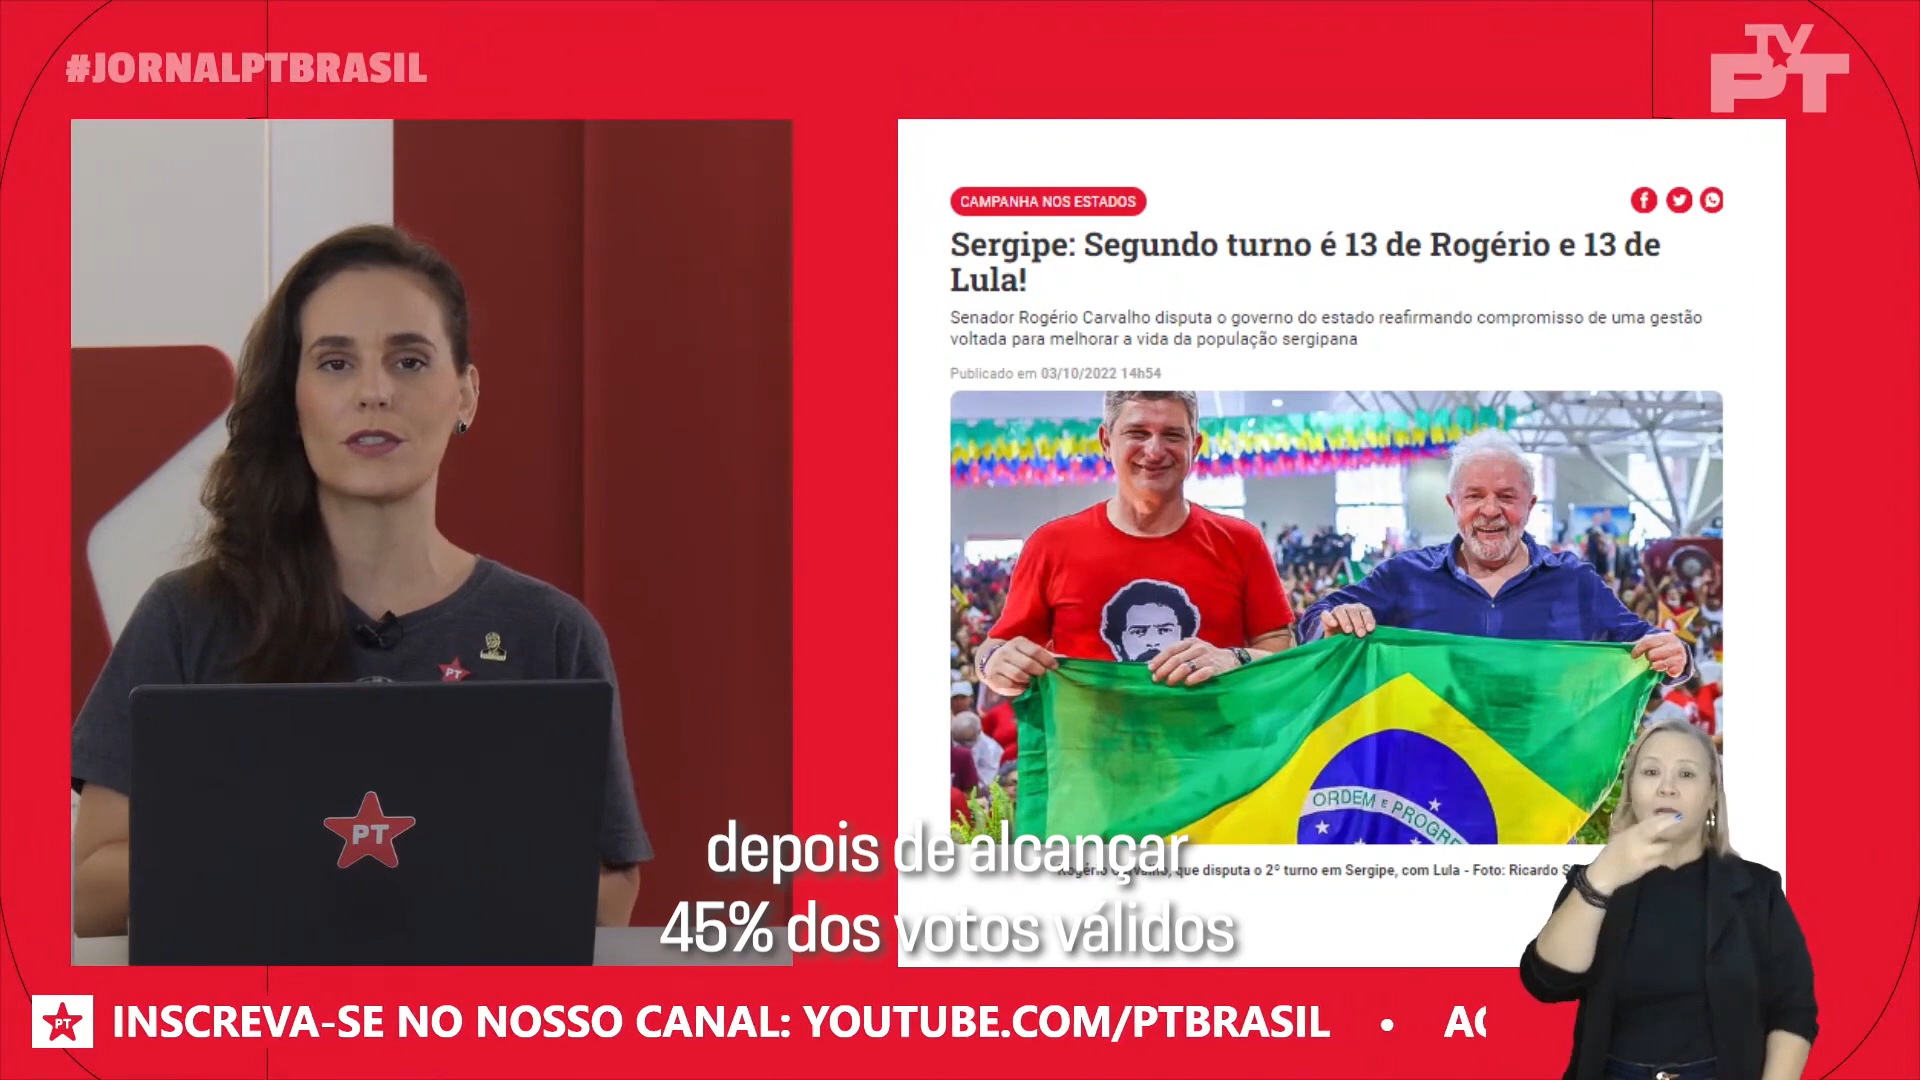 #JORNALPTBRASIL
TV
PT
CAMPANHA NOS ESTADOS
Sergipe: Segundo turno é 13 de Rogério e 13 de
Lula!
Senador Rogério Carvalho disputa o governo do estado reafirmando compromisso de uma gestão
voltada para melhorar a vida da população sergipana
Publicado em 03/10/2022 14h54
ORDEM E PROGRE
PT
PT
depois de alcançar
Rogério Carvalho, que disputa o 2º turno em Sergipe, com Lula - Foto: Ricardo
45% dos votos válidos
PT
INSCREVA-SE NO NOSSO CANAL: YOUTUBE.COM/PTBRASIL •